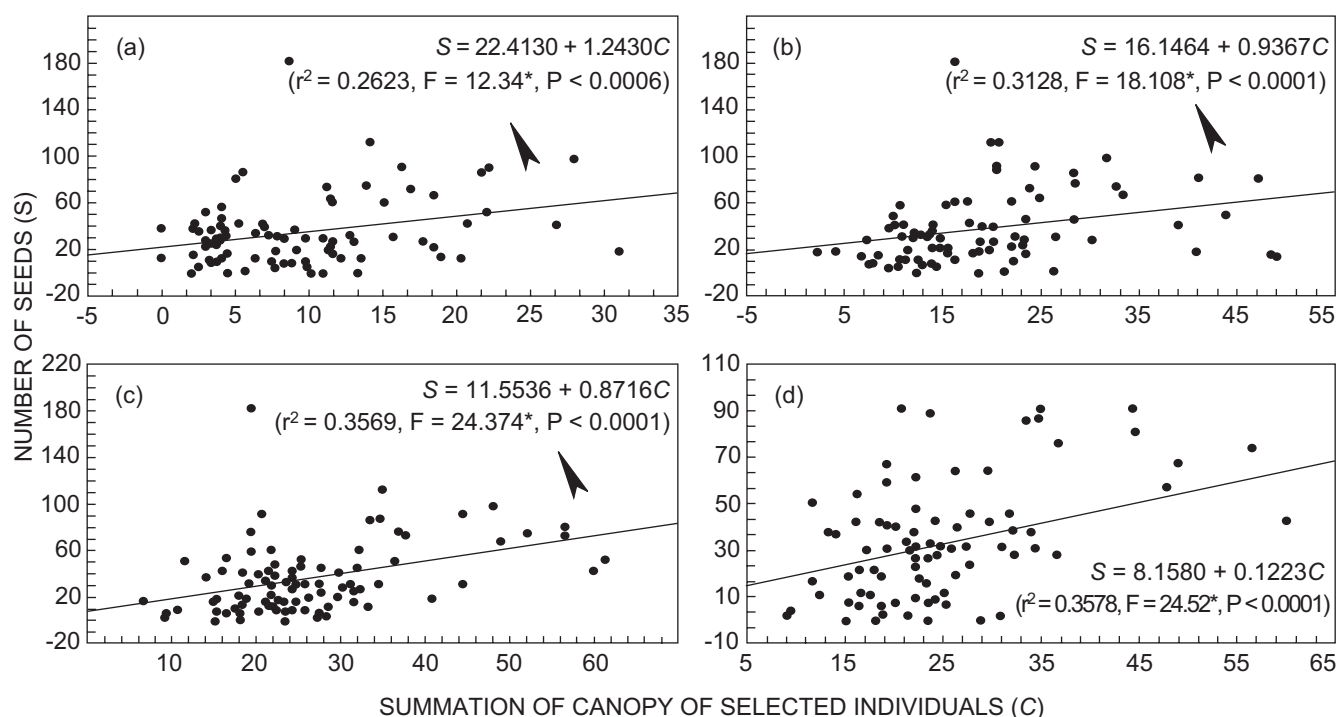 (a)
S = 22.4130 + 1.2430C
(r² = 0.2623, F = 12.34*, P < 0.0006)
180
140
100
60
20
-20
-5 0 5 10 15 20 25 30 35
(b)
S = 16.1464 + 0.9367C
(r² = 0.3128, F = 18.108*, P < 0.0001)
180
140
100
60
20
-20
-5 5 15 25 35 45 55
NUMBER OF SEEDS (S)
(c)
S = 11.5536 + 0.8716C
(r² = 0.3569, F = 24.374*, P < 0.0001)
220
180
140
100
60
20
-20
10 20 30 40 50 60
(d)
110
90
70
50
30
10
-10
S = 8.1580 + 0.1223C
(r² = 0.3578, F = 24.52*, P < 0.0001)
5 15 25 35 45 55 65
SUMMATION OF CANOPY OF SELECTED INDIVIDUALS (C)